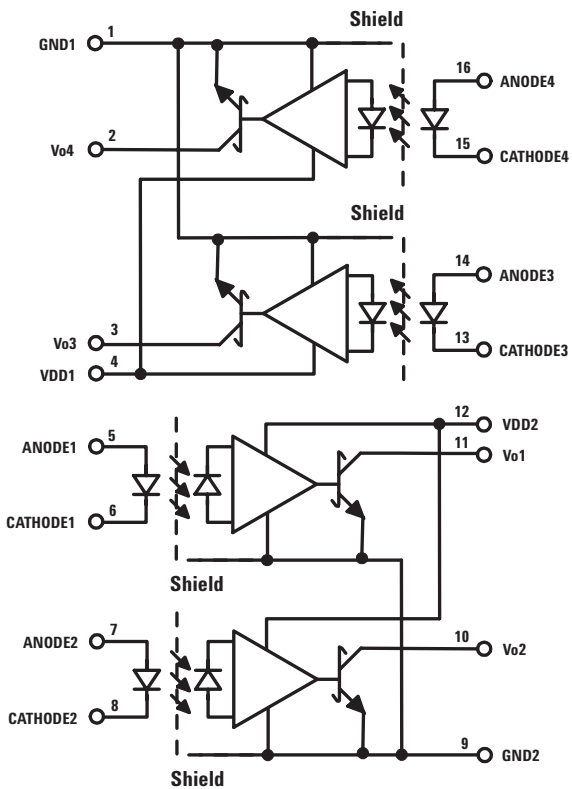 Shield
GND1 1
16 ANODE4
Vo4 2
15 CATHODE4
Shield
14 ANODE3
Vo3 3
13 CATHODE3
VDD1 4
12 VDD2
ANODE1 5
11 Vo1
CATHODE1 6
Shield
ANODE2 7
10 Vo2
CATHODE2 8
9 GND2
Shield